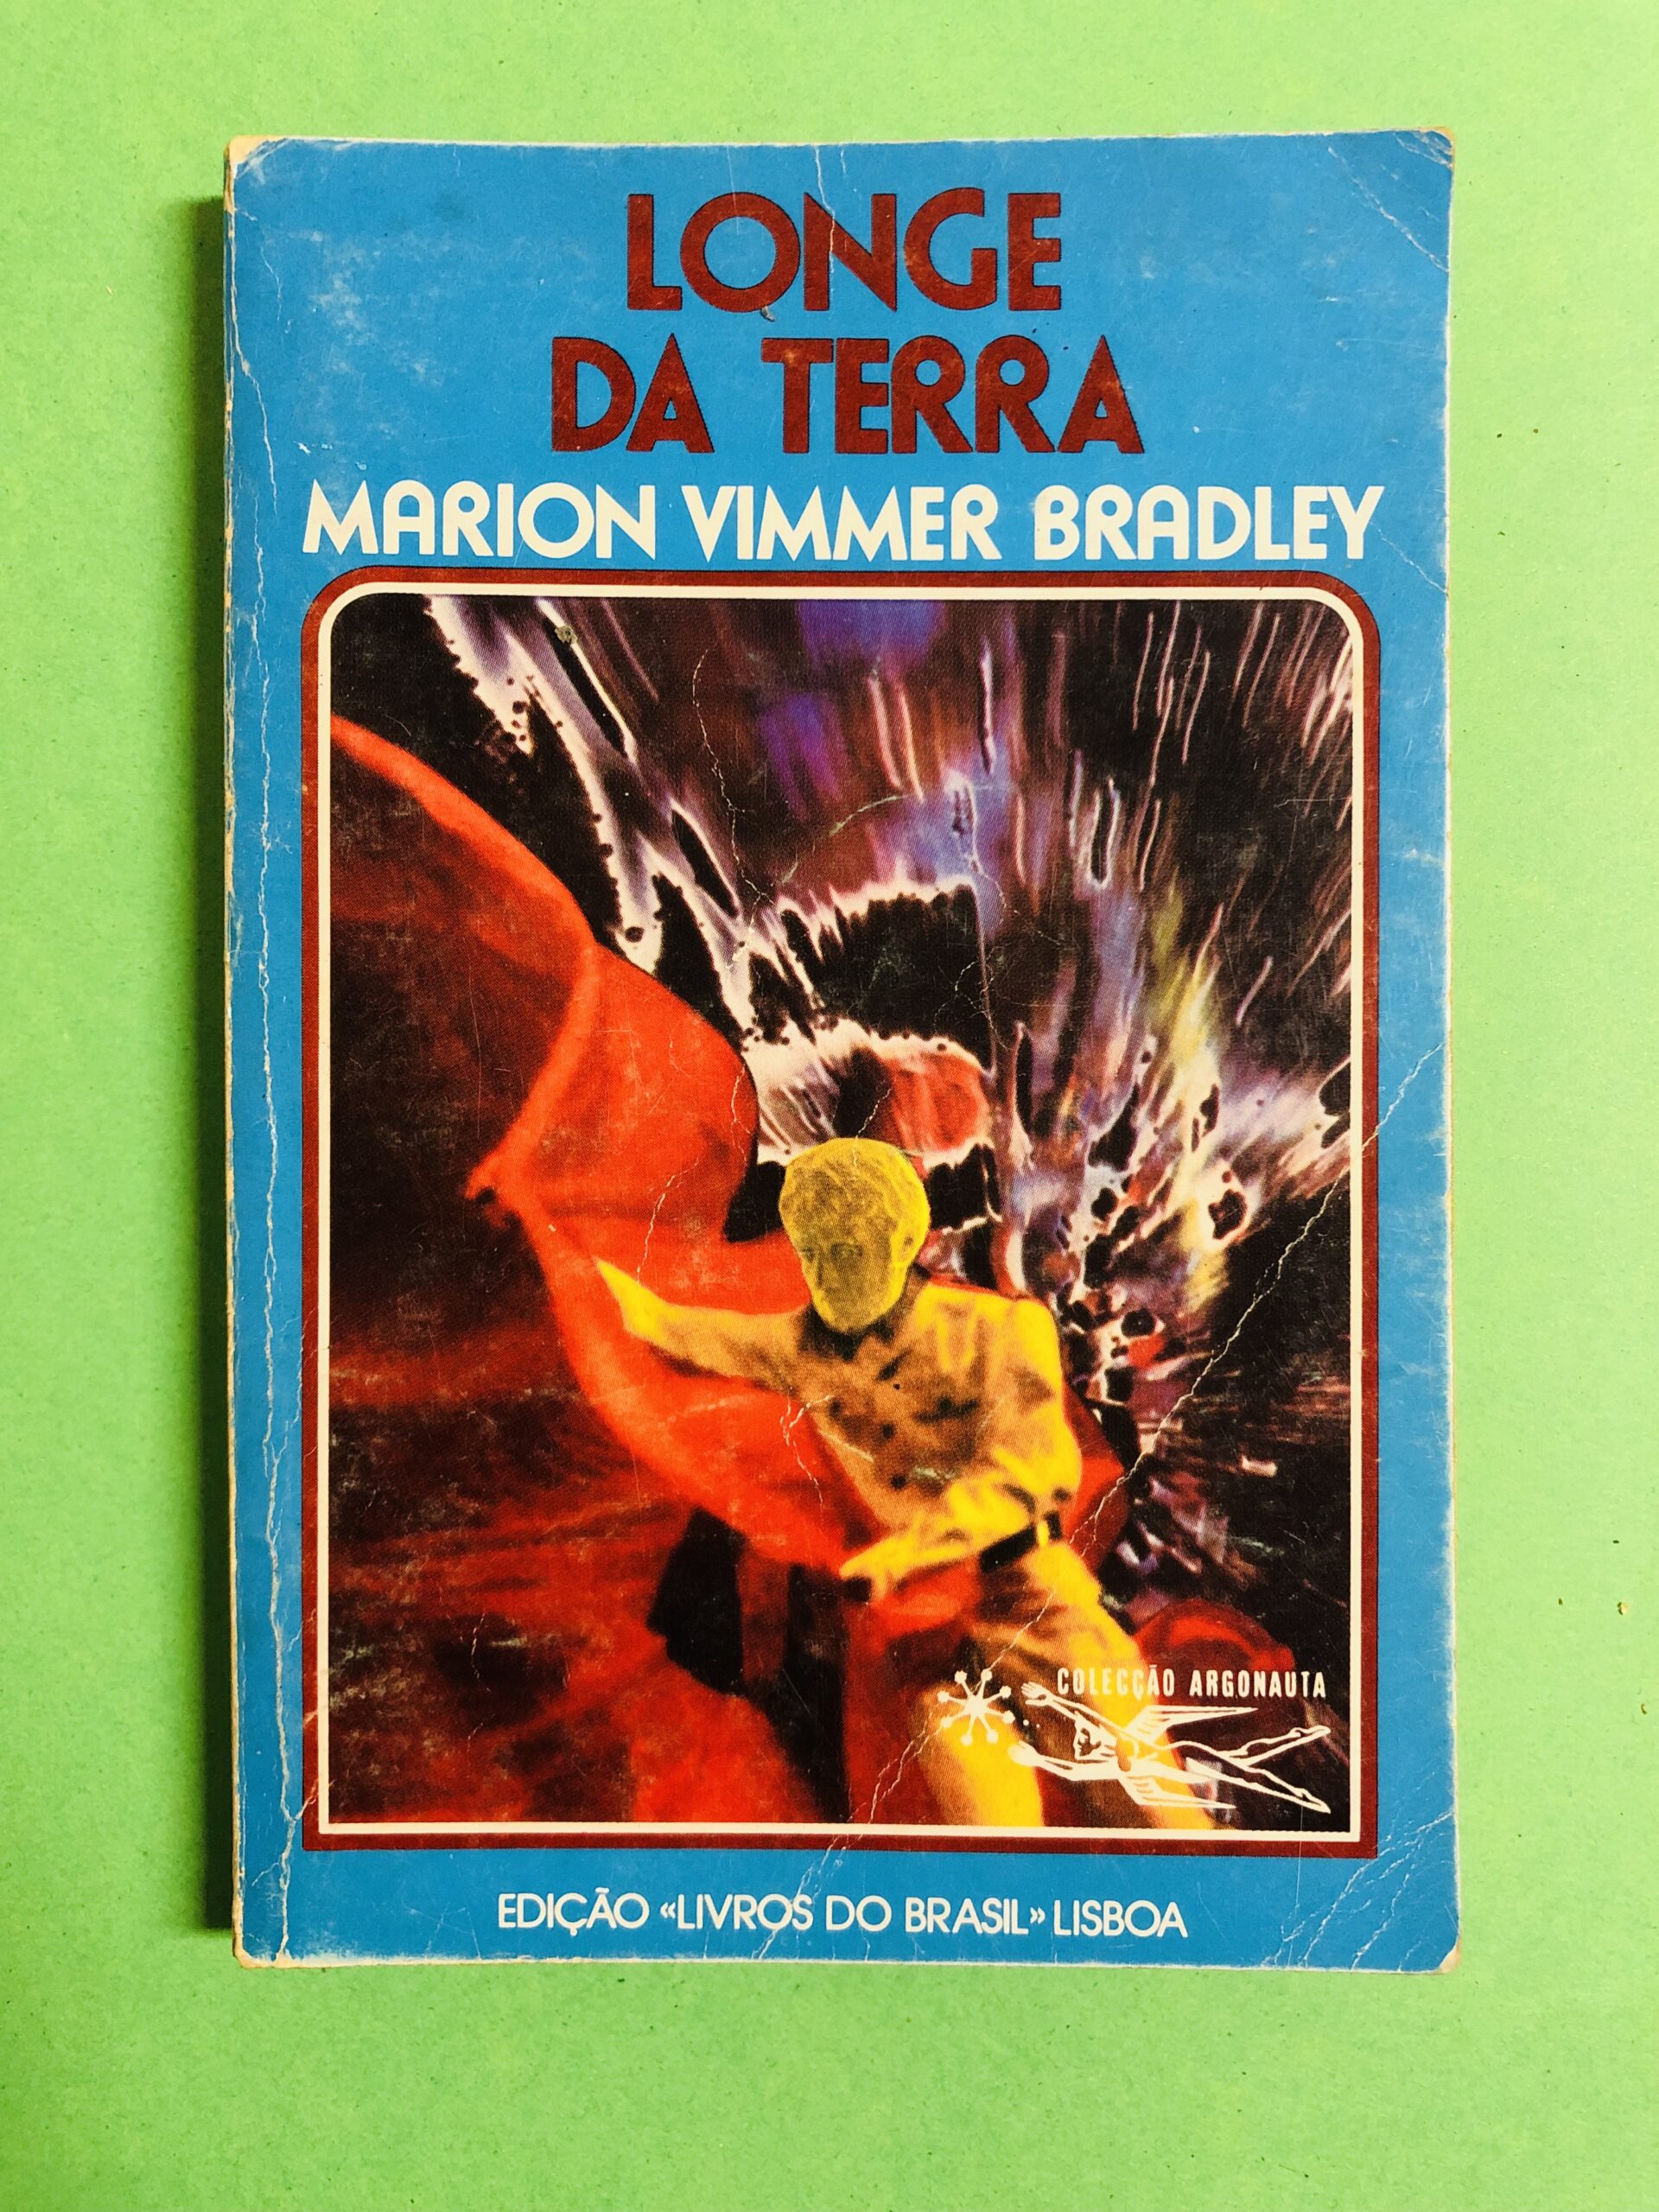 LONGE
DA TERRA
MARION VIMMER BRADLEY
COLECÇÃO ARGONAUTA
EDIÇÃO «LIVROS DO BRASIL» LISBOA